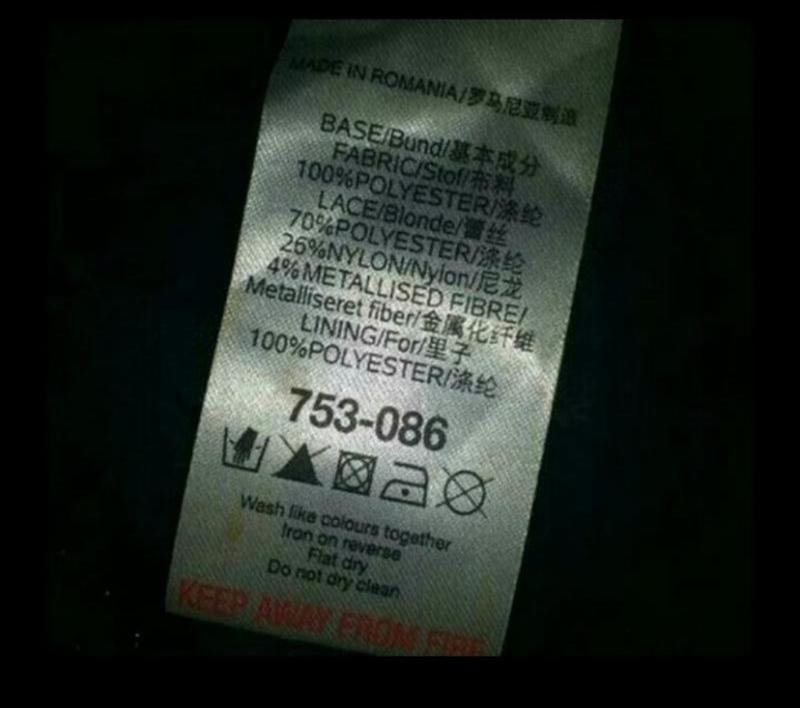 MADE IN ROMANIA/罗马尼亚制造
BASE/Bund/基本成分
FABRIC/Stof/布料
100%POLYESTER/涤纶
LACE/Blonde/蕾丝
70%POLYESTER/涤纶
26%NYLON/Nylon/尼龙
4%METALLISED FIBRE/
Metalliseret fiber/金属化纤维
LINING/For/里子
100%POLYESTER/涤纶
753-086
Wash like colours together
Iron on reverse
Flat dry
Do not dry clean
KEEP AWAY FROM FIRE